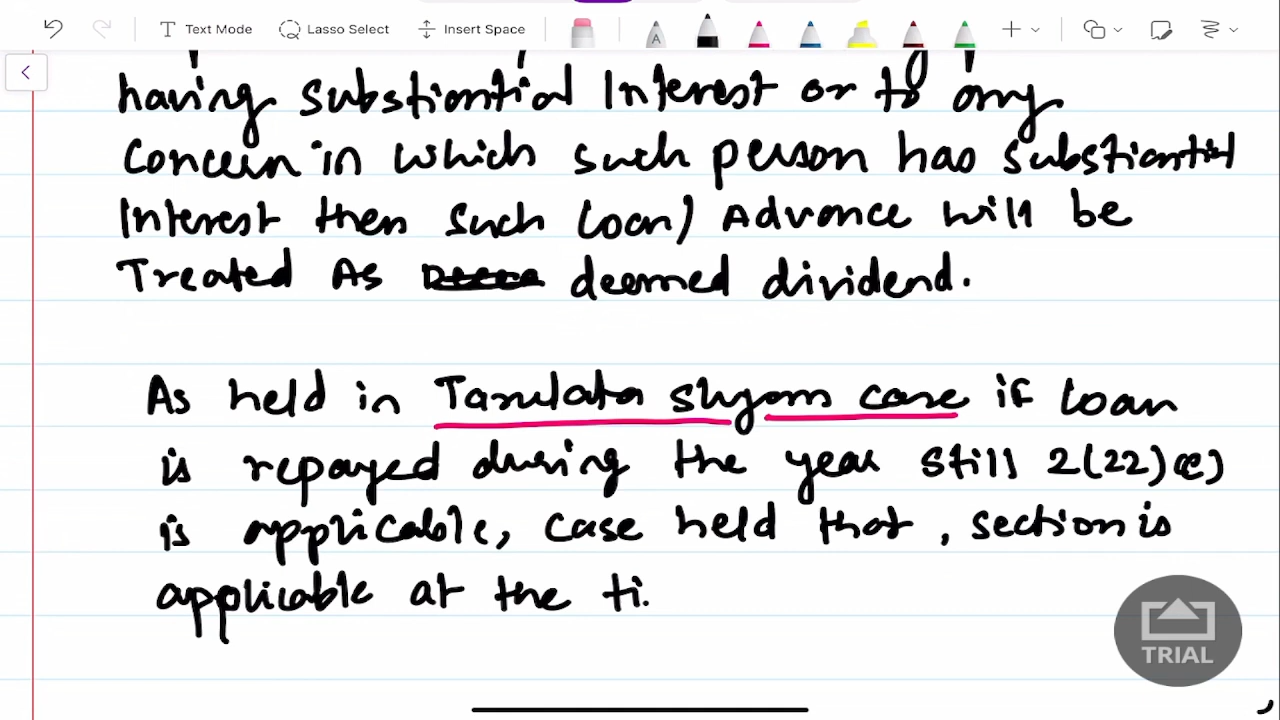 Text Mode Lasso Select Insert Space
having substiantial Interest or to any
concern in which such person has substiantial
Interest then such loan) Advance will be
Treated As deemed dividend.
As held in Tarulata shyam case if loan
is repayed during the year still 2(22)(e)
is applicable, case held that, section is
applicable at the ti.
TRIAL